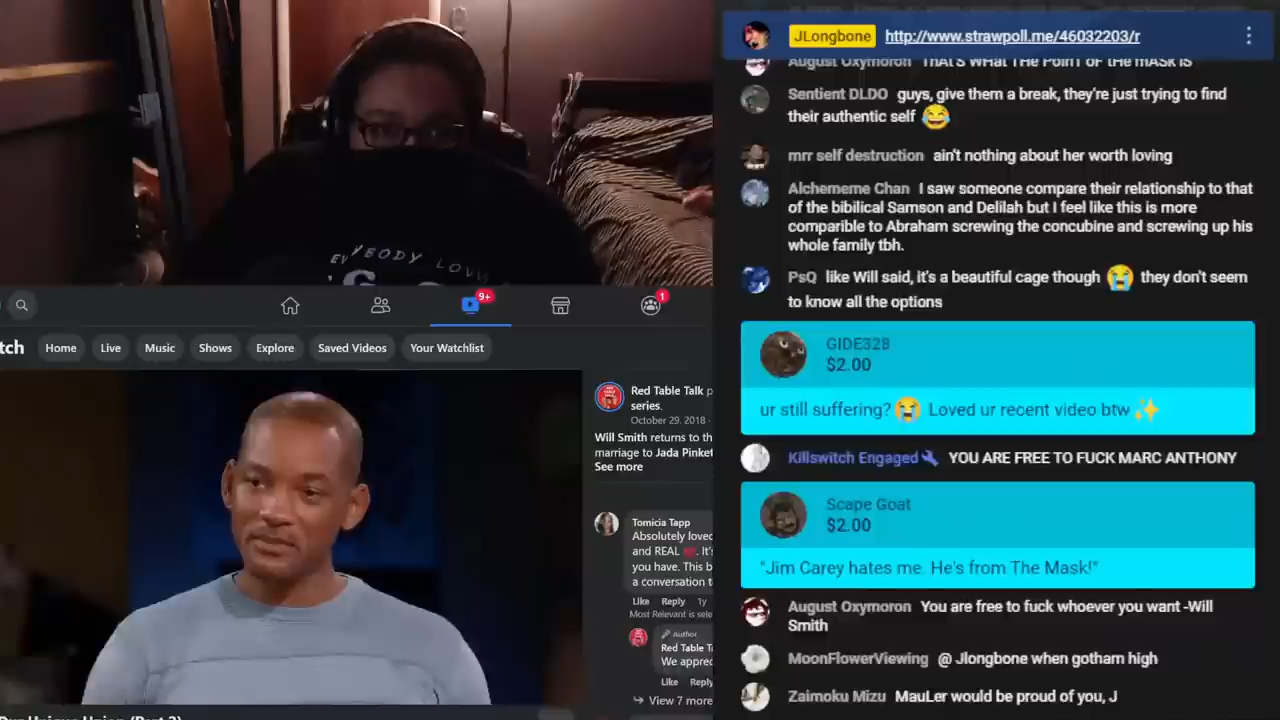 EVYBODY LOVES
9+
1
tch
Home
Live
Music
Shows
Explore
Saved Videos
Your Watchlist
Red Table Talk p
series.
October 29, 2018 ·
Will Smith returns to th
marriage to Jada Pinket
See more
Tomicia Tapp
Absolutely loved
and REAL ❤️. It's
you have. This b
a conversation t
Like Reply 1y
Most Relevant is sele
Author
Red Table T
We apprec
Like Reply
View 7 more
JLongbone http://www.strawpoll.me/46032203/r
August Oxymoron THAT'S WHaT THe PoinT OF tHe mASK IS
Sentient DLDO guys, give them a break, they're just trying to find
their authentic self 😂
mrr self destruction ain't nothing about her worth loving
Alchememe Chan I saw someone compare their relationship to that
of the bibilical Samson and Delilah but I feel like this is more
comparible to Abraham screwing the concubine and screwing up his
whole family tbh.
PsQ like Will said, it's a beautiful cage though 😭 they don't seem
to know all the options
GIDE328
$2.00
ur still suffering? 😭 Loved ur recent video btw ✨
Killswitch Engaged 🔧 YOU ARE FREE TO FUCK MARC ANTHONY
Scape Goat
$2.00
"Jim Carey hates me. He's from The Mask!"
August Oxymoron You are free to fuck whoever you want -Will
Smith
MoonFlowerViewing @ Jlongbone when gotham high
Zaimoku Mizu MauLer would be proud of you, J